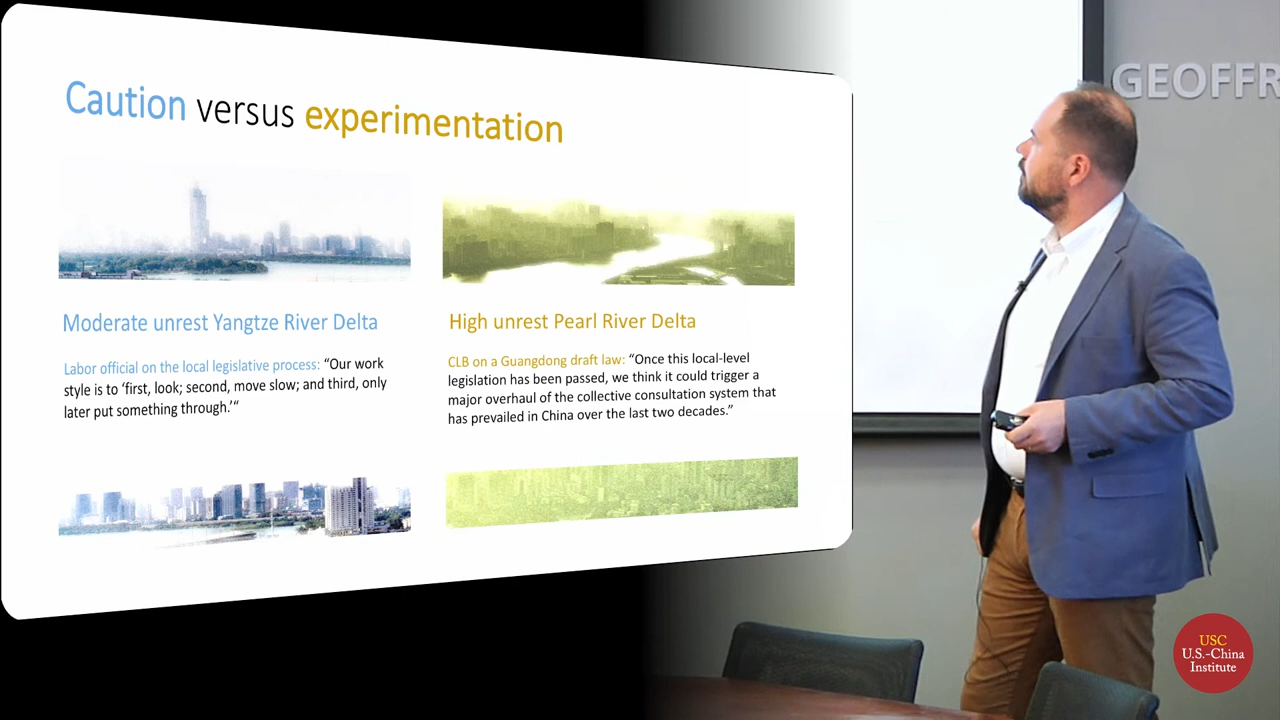 Caution versus experimentation
Moderate unrest Yangtze River Delta
Labor official on the local legislative process: “Our work
style is to ‘first, look; second, move slow; and third, only
later put something through.’“
High unrest Pearl River Delta
CLB on a Guangdong draft law: “Once this local-level
legislation has been passed, we think it could trigger a
major overhaul of the collective consultation system that
has prevailed in China over the last two decades.”
GEOFFR
USC
U.S.-China
Institute